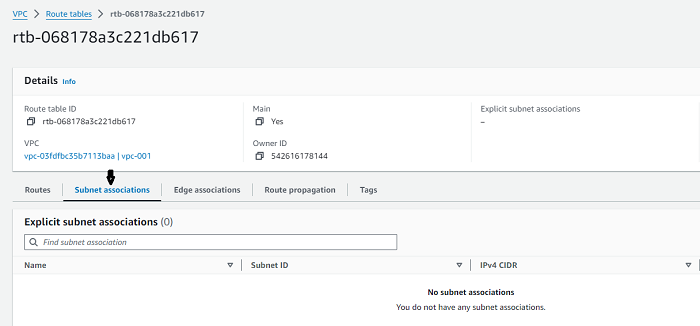 VPC > Route tables > rtb-068178a3c221db617
rtb-068178a3c221db617
Details Info
Route table ID
rtb-068178a3c221db617
Main
Yes
Explicit subnet associations
–
VPC
vpc-03fdfbc35b7113baa | vpc-001
Owner ID
542616178144
Routes Subnet associations Edge associations Route propagation Tags
Explicit subnet associations (0)
Find subnet association
Name Subnet ID IPv4 CIDR
No subnet associations
You do not have any subnet associations.